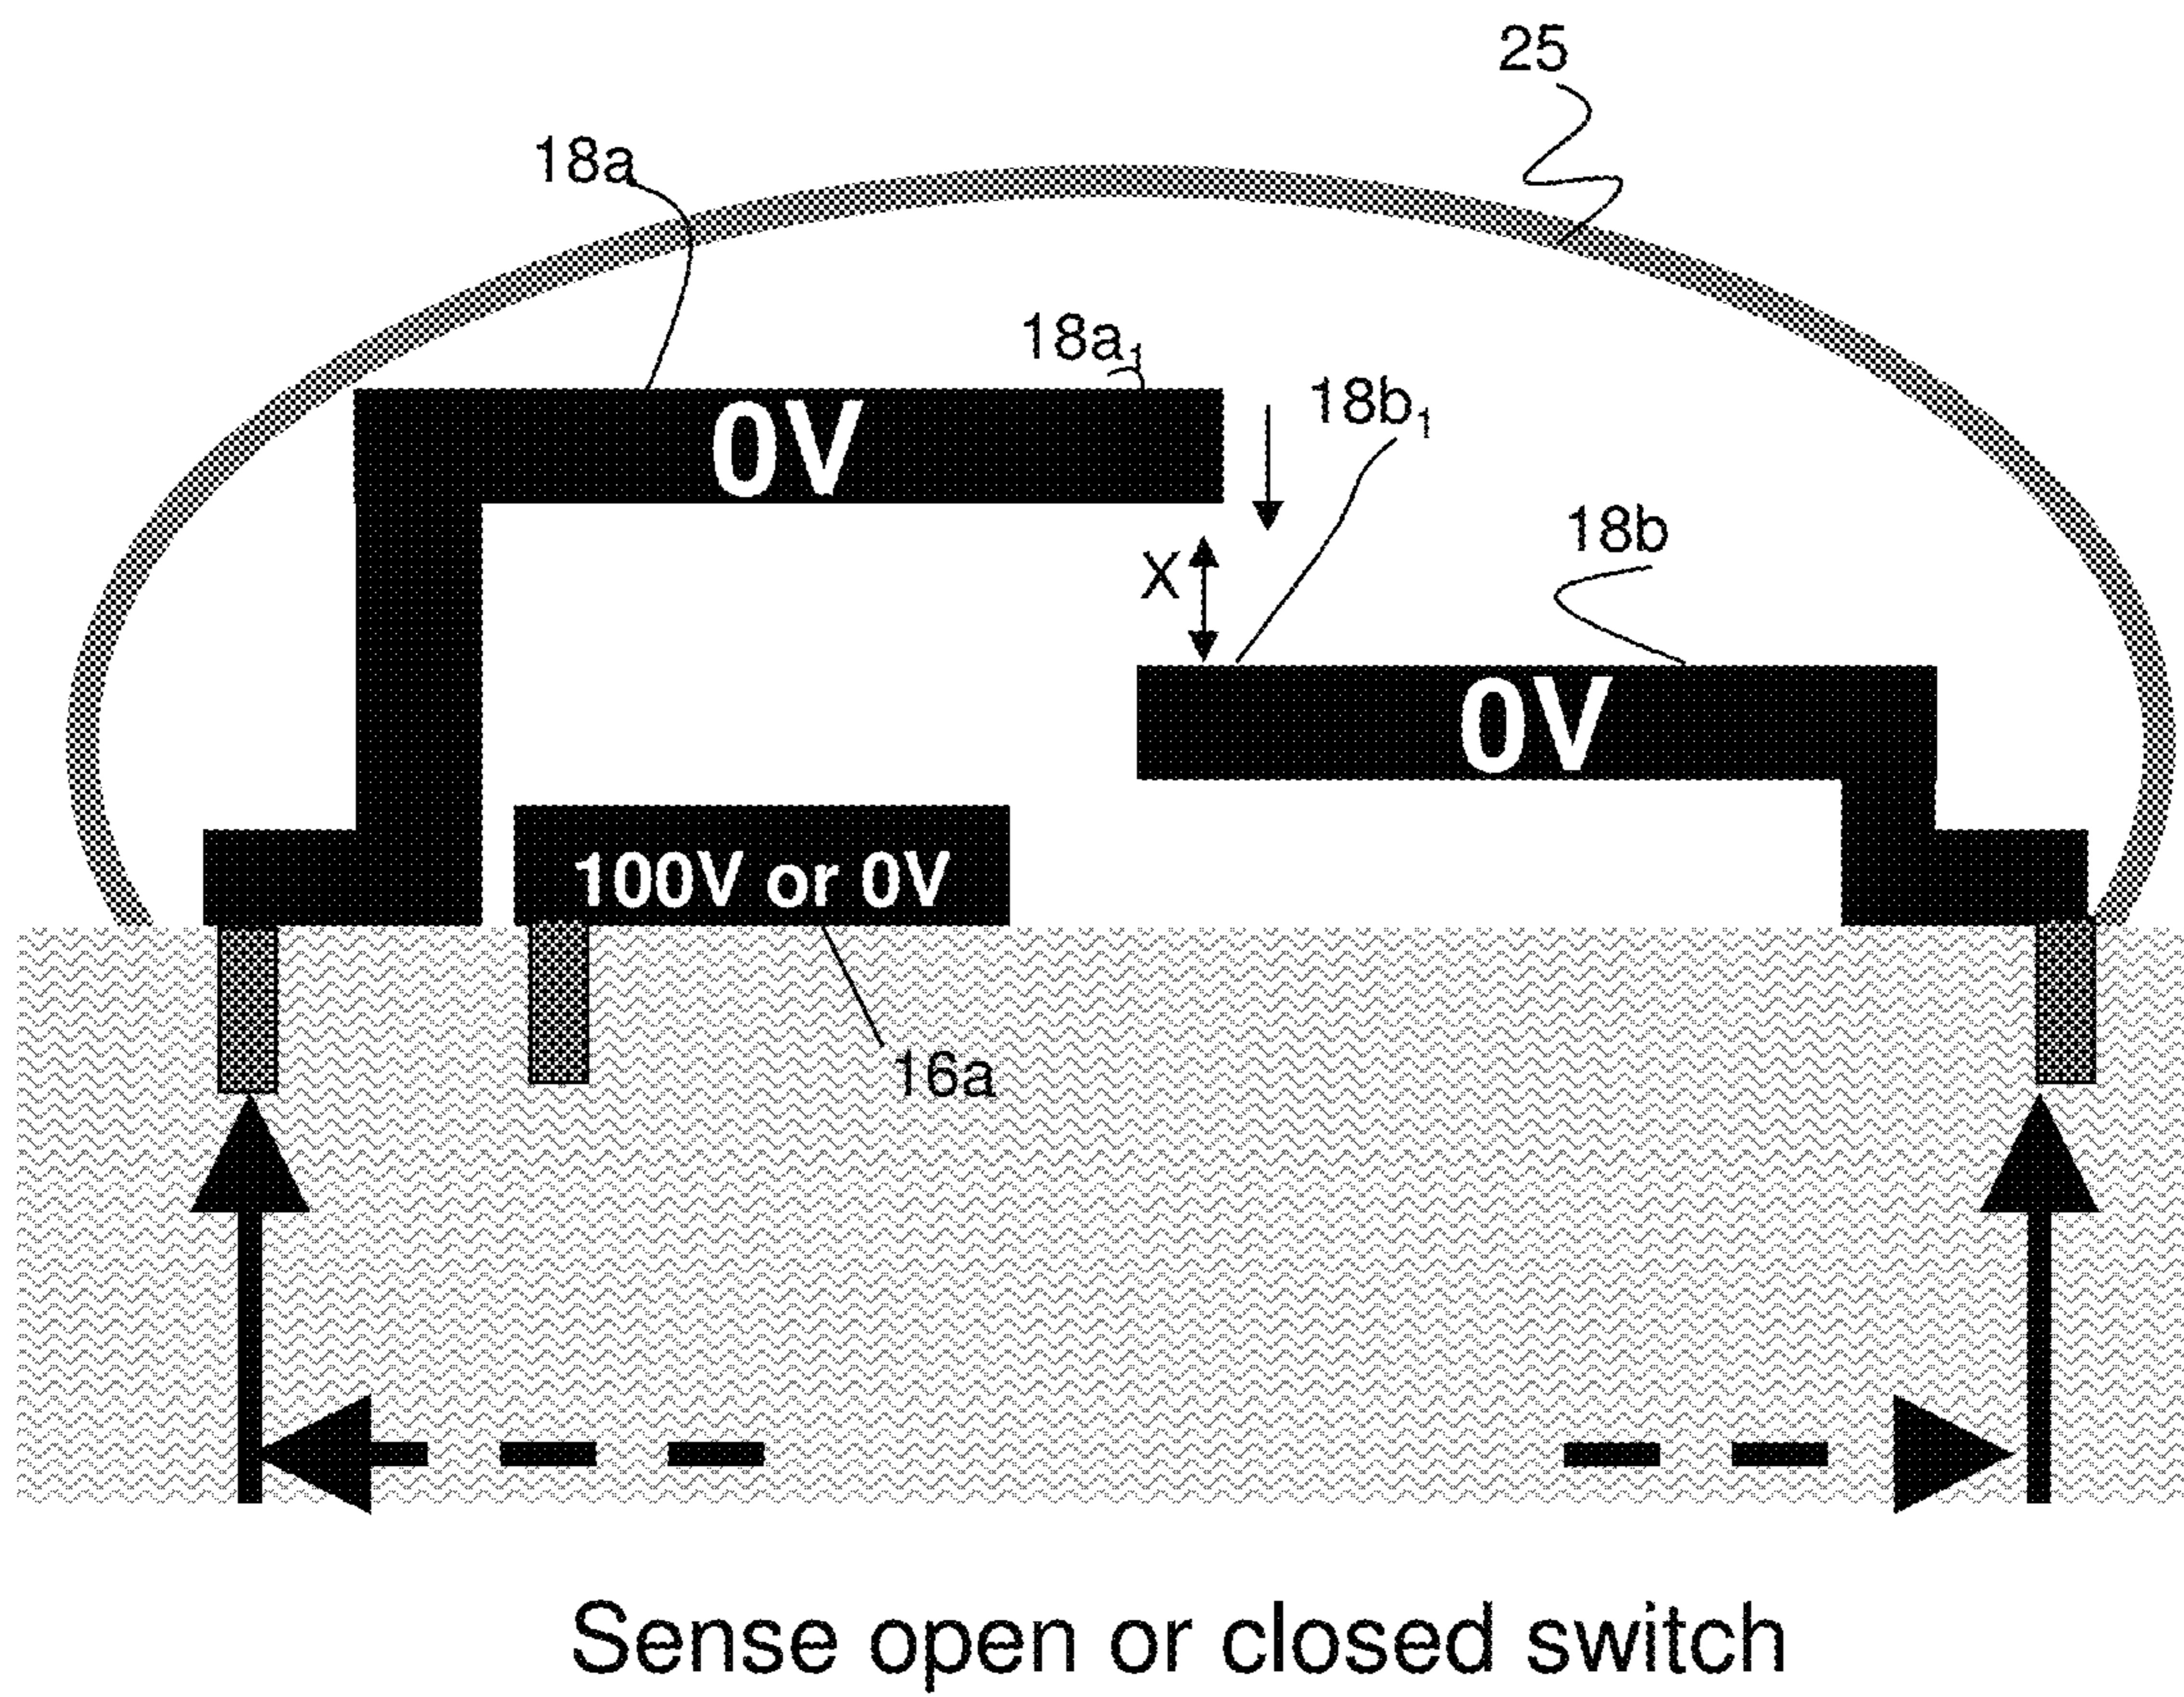 25
18a
18a₁
0V
18b₁
18b
X
0V
100V or 0V
16a
Sense open or closed switch